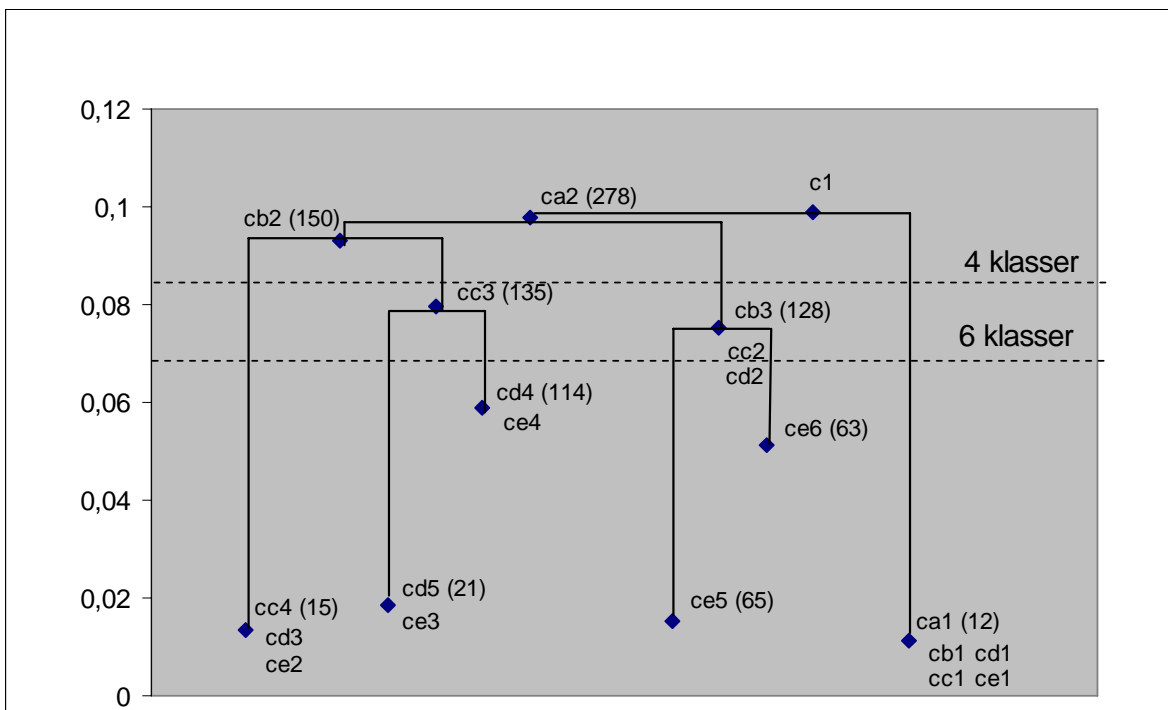 0,12
c1
ca2 (278)
0,1
cb2 (150)
4 klasser
cc3 (135)
0,08
cb3 (128)
6 klasser
cc2
cd2
cd4 (114)
0,06
ce4
ce6 (63)
0,04
cd5 (21)
0,02
ce5 (65)
cc4 (15)
ce3
ca1 (12)
cd3
cb1 cd1
ce2
cc1 ce1
0